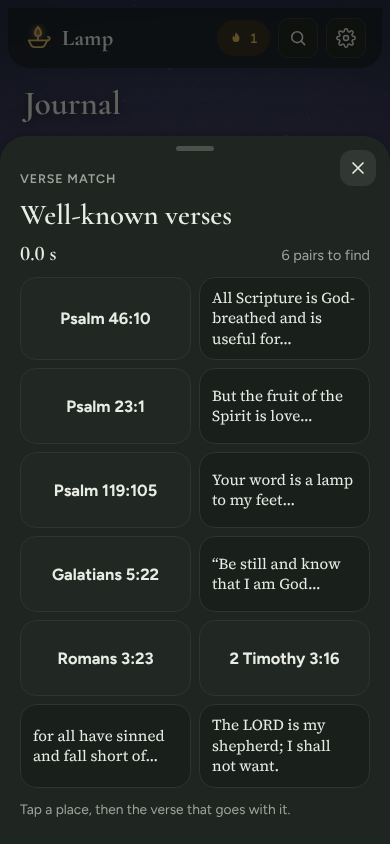 Lamp
1
Journal
VERSE MATCH
Well-known verses
0.0 s
6 pairs to find
Psalm 46:10
All Scripture is God-
breathed and is
useful for...
Psalm 23:1
But the fruit of the
Spirit is love...
Psalm 119:105
Your word is a lamp
to my feet...
Galatians 5:22
“Be still and know
that I am God...
Romans 3:23
2 Timothy 3:16
for all have sinned
and fall short of...
The LORD is my
shepherd; I shall
not want.
Tap a place, then the verse that goes with it.